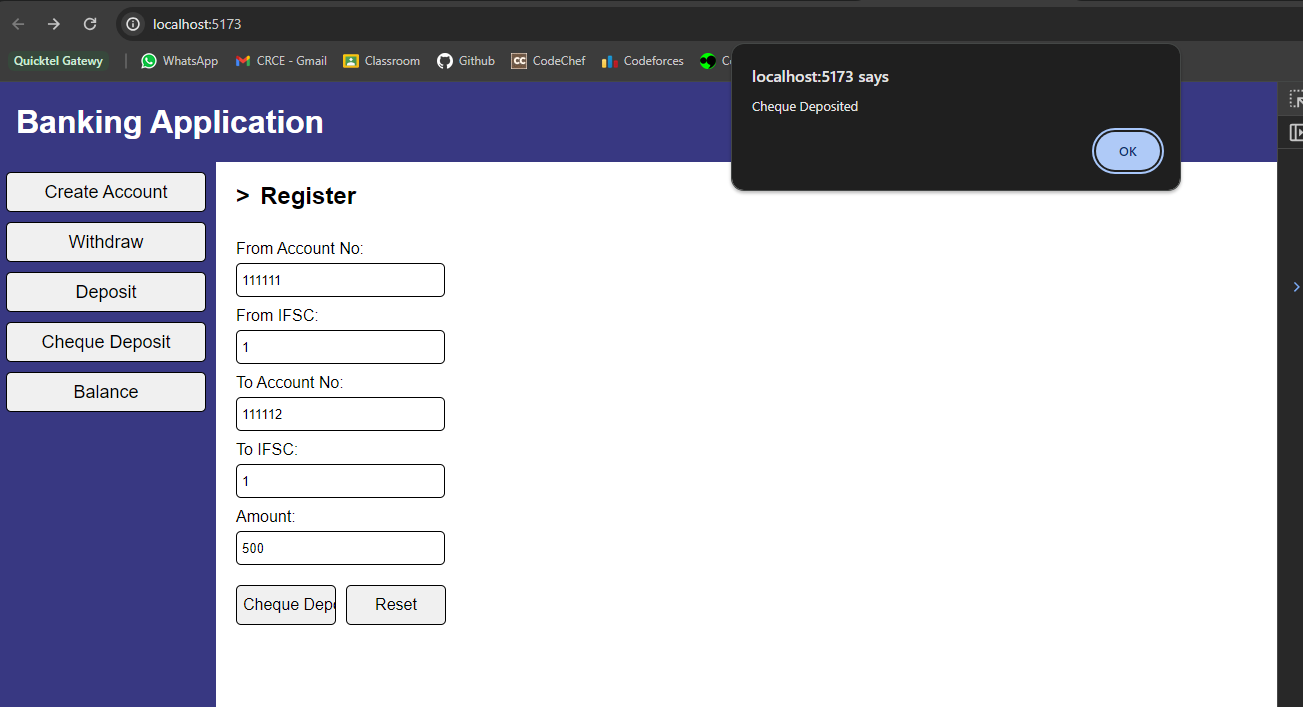 localhost:5173
Quicktel Gatewy | WhatsApp CRCE - Gmail Classroom Github CC CodeChef Codeforces
localhost:5173 says
Cheque Deposited
OK
Banking Application
Create Account
Withdraw
Deposit
Cheque Deposit
Balance
> Register
From Account No:
111111
From IFSC:
1
To Account No:
111112
To IFSC:
1
Amount:
500
Cheque Depo Reset